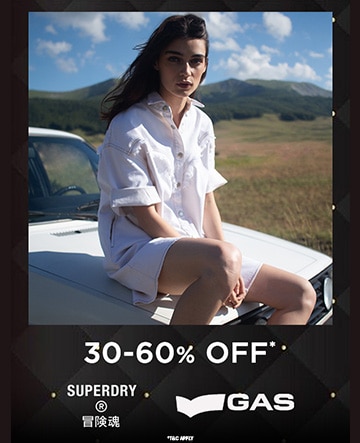 30-60% OFF*
SUPERDRY
®
冒険魂
GAS
*T&C APPLY